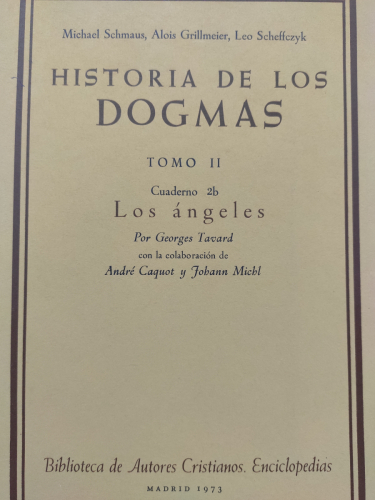 Michael Schmaus, Alois Grillmeier, Leo Scheffczyk
HISTORIA DE LOS
DOGMAS
TOMO II
Cuaderno 2b
Los ángeles
Por Georges Tavard
con la colaboración de
André Caquot y Johann Michl
Biblioteca de Autores Cristianos. Enciclopedias
MADRID 1973